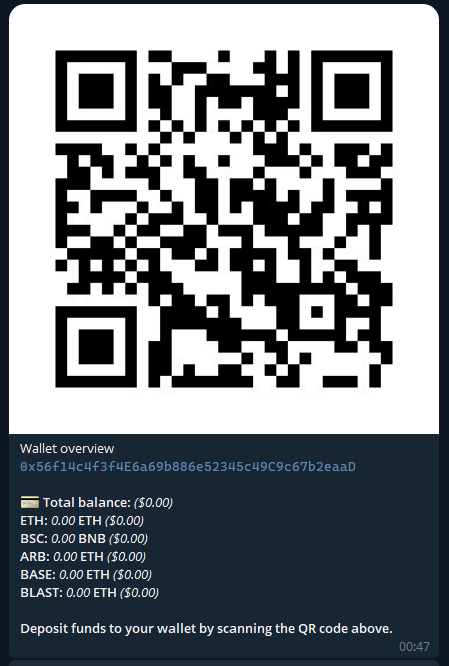 ethereum:0x56f14c4f3f4E6a69b886e52345c49C9c67b2eaaD
Wallet overview
0x56f14c4f3f4E6a69b886e52345c49C9c67b2eaaD
💳 Total balance: ($0.00)
ETH: 0.00 ETH ($0.00)
BSC: 0.00 BNB ($0.00)
ARB: 0.00 ETH ($0.00)
BASE: 0.00 ETH ($0.00)
BLAST: 0.00 ETH ($0.00)
Deposit funds to your wallet by scanning the QR code above.
00:47